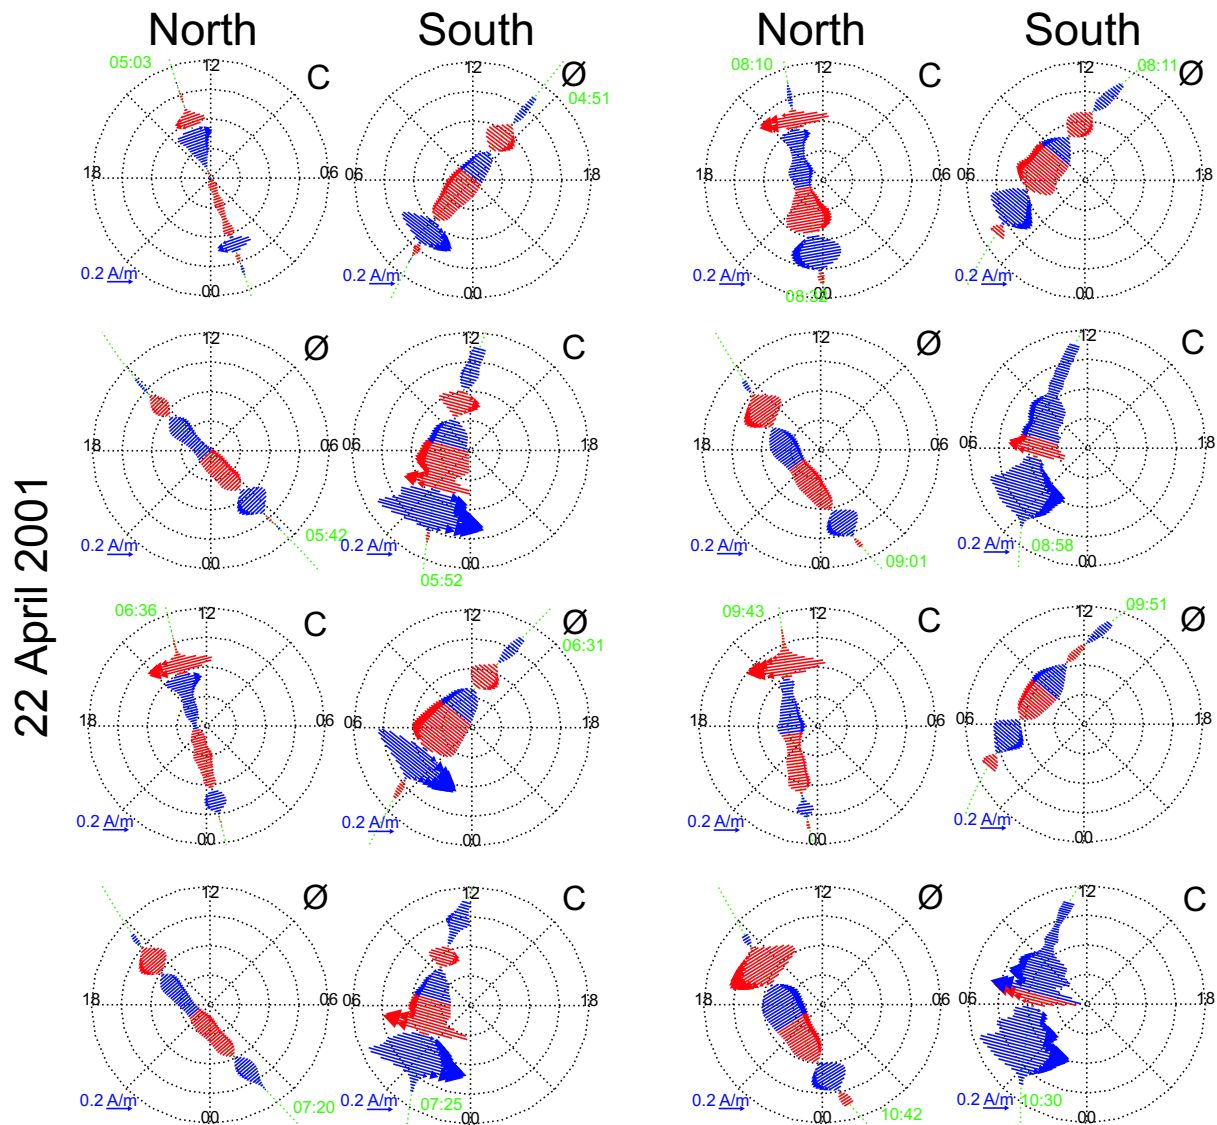 North South North South
05:03 12 C 12 Ø 04:51 08:10 12 C 12 Ø 08:11
18 06 06 18 18 06 06 18
0.2 A/m 00 0.2 A/m 00 0.2 A/m 08:32 00 0.2 A/m 00
12 Ø 12 C 12 Ø 12 C
18 06 06 18 18 06 06 18
0.2 A/m 00 05:42 0.2 A/m 00 05:52 0.2 A/m 00 09:01 0.2 A/m 08:58 00
22 April 2001
06:36 12 C 12 Ø 06:31 09:43 12 C 12 Ø 09:51
18 06 06 18 18 06 06 18
0.2 A/m 00 0.2 A/m 00 0.2 A/m 00 0.2 A/m 00
12 Ø 12 C 12 Ø 12 C
18 06 06 18 18 06 06 18
0.2 A/m 00 07:20 0.2 A/m 07:25 00 0.2 A/m 00 10:42 0.2 A/m 10:30 00